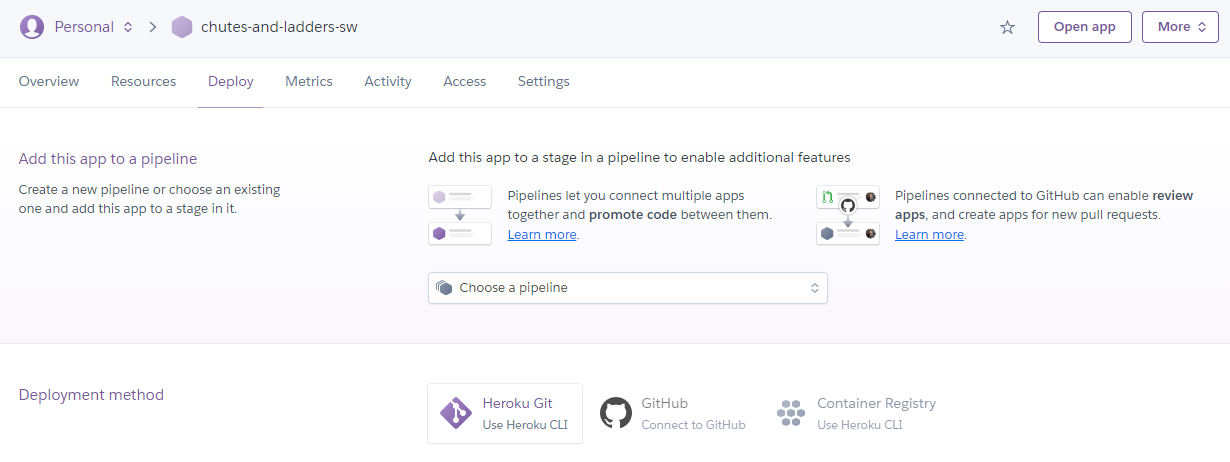 Personal
chutes-and-ladders-sw
Open app
More
Overview
Resources
Deploy
Metrics
Activity
Access
Settings
Add this app to a pipeline
Create a new pipeline or choose an existing
one and add this app to a stage in it.
Add this app to a stage in a pipeline to enable additional features
Pipelines let you connect multiple apps
together and promote code between them.
Learn more.
Pipelines connected to GitHub can enable review
apps, and create apps for new pull requests.
Learn more.
Choose a pipeline
Deployment method
Heroku Git
Use Heroku CLI
GitHub
Connect to GitHub
Container Registry
Use Heroku CLI